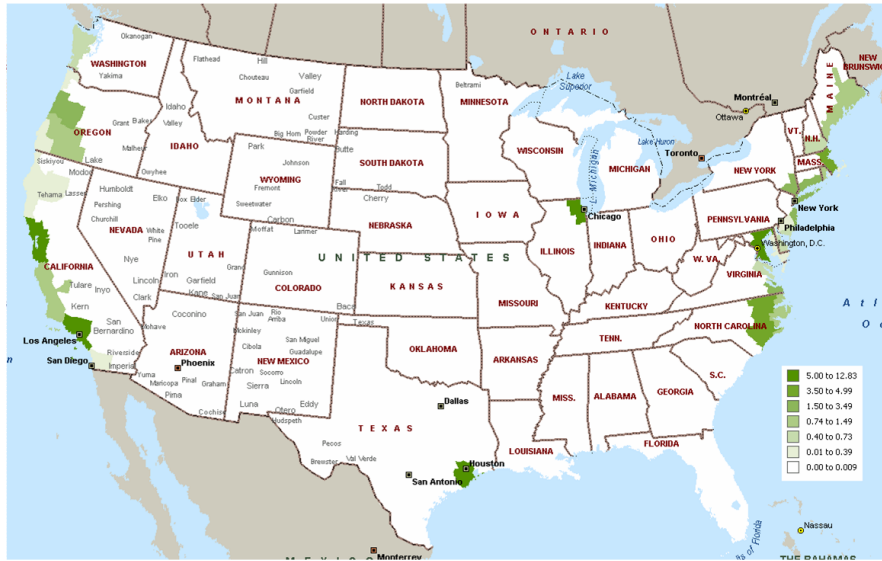 ONTARIO
NEW BRUNSWIC
Okanogan
WASHINGTON
Yakima
Flathead
Hill
Chouteau
Valley
Garfield
MONTANA
Custer
NORTH DAKOTA
Beltrami
MINNESOTA
Lake Superior
Montréal
Ottawa
MAINE
VT.
N.H.
MASS.
Lake Huron
Toronto
NEW YORK
WISCONSIN
L. Michigan
MICHIGAN
OREGON
Grant
Baker
Malheur
Idaho
Valley
IDAHO
Owyhee
Big Horn
Powder River
Harding
Butte
Park
Johnson
WYOMING
Fremont
Sweetwater
Carbon
SOUTH DAKOTA
Fall River
Todd
Cherry
NEBRASKA
IOWA
Chicago
New York
PENNSYLVANIA
Philadelphia
Washington, D.C.
Siskiyou
Modoc
Lake
Tehama
Lassen
Humboldt
Pershing
Churchill
Elko
Box Elder
Tooele
NEVADA
White Pine
Nye
Lincoln
Clark
UTAH
Iron
Garfield
Kane
San Juan
Grand
Moffat
Larimer
Gunnison
COLORADO
Baca
UNITED STATES
KANSAS
MISSOURI
ILLINOIS
INDIANA
OHIO
W. VA.
VIRGINIA
KENTUCKY
CALIFORNIA
Tulare
Inyo
Kern
San Bernardino
Los Angeles
Riverside
San Diego
Imperial
Mohave
Coconino
ARIZONA
Phoenix
Yuma
Maricopa
Pinal
Graham
Pima
Cochise
San Juan
Rio Arriba
Union
Texas
Mckinley
San Miguel
Cibola
Guadalupe
NEW MEXICO
Catron
Socorro
Sierra
Lincoln
Luna
Otero
Eddy
Hudspeth
OKLAHOMA
ARKANSAS
TENN.
NORTH CAROLINA
S.C.
MISS.
ALABAMA
GEORGIA
Dallas
TEXAS
Pecos
Brewster
Val Verde
San Antonio
Houston
LOUISIANA
FLORIDA
5.00 to 12.83
3.50 to 4.99
1.50 to 3.49
0.74 to 1.49
0.40 to 0.73
0.01 to 0.39
0.00 to 0.009
Nassau
THE BAHAMAS
Monterrey
MEXICO
Atl
Oc
n
ts of Florida